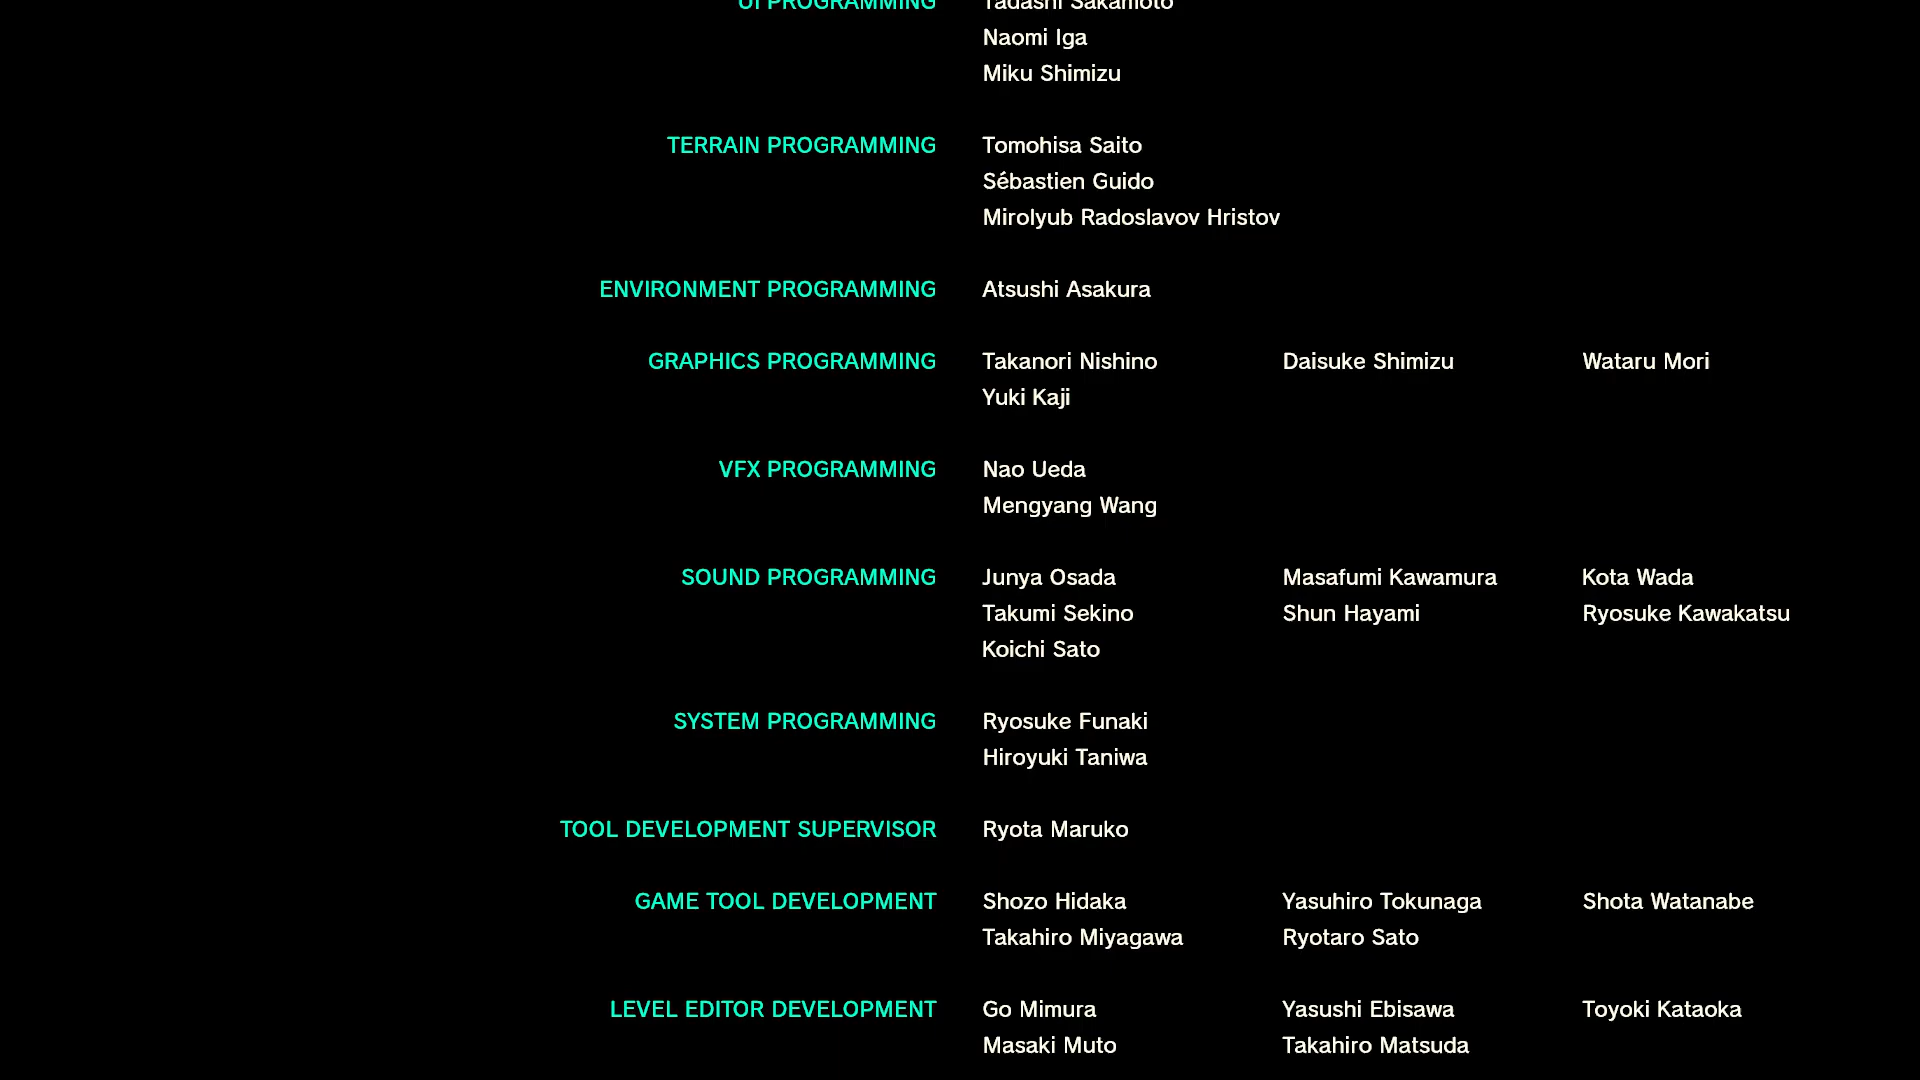 UI PROGRAMMING Tadashi Sakamoto
Naomi Iga
Miku Shimizu
TERRAIN PROGRAMMING Tomohisa Saito
Sébastien Guido
Mirolyub Radoslavov Hristov
ENVIRONMENT PROGRAMMING Atsushi Asakura
GRAPHICS PROGRAMMING Takanori Nishino Daisuke Shimizu Wataru Mori
Yuki Kaji
VFX PROGRAMMING Nao Ueda
Mengyang Wang
SOUND PROGRAMMING Junya Osada Masafumi Kawamura Kota Wada
Takumi Sekino Shun Hayami Ryosuke Kawakatsu
Koichi Sato
SYSTEM PROGRAMMING Ryosuke Funaki
Hiroyuki Taniwa
TOOL DEVELOPMENT SUPERVISOR Ryota Maruko
GAME TOOL DEVELOPMENT Shozo Hidaka Yasuhiro Tokunaga Shota Watanabe
Takahiro Miyagawa Ryotaro Sato
LEVEL EDITOR DEVELOPMENT Go Mimura Yasushi Ebisawa Toyoki Kataoka
Masaki Muto Takahiro Matsuda